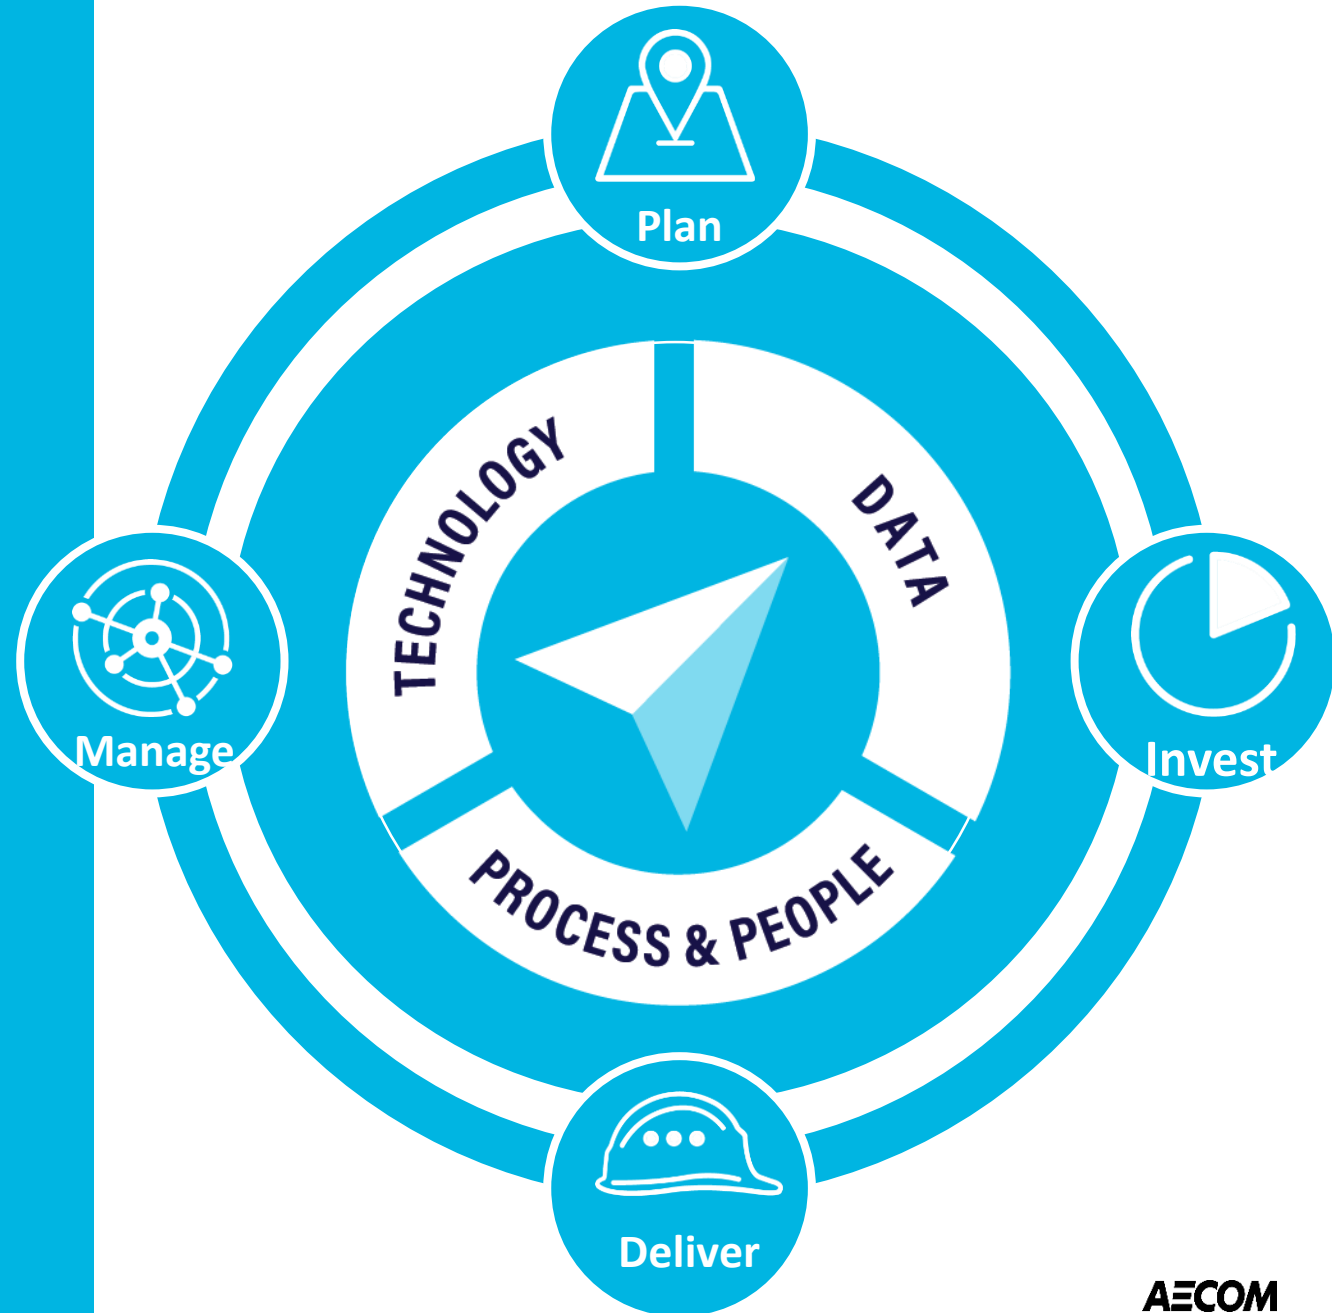 Plan
TECHNOLOGY
DATA
Manage
Invest
PROCESS & PEOPLE
Deliver
AECOM